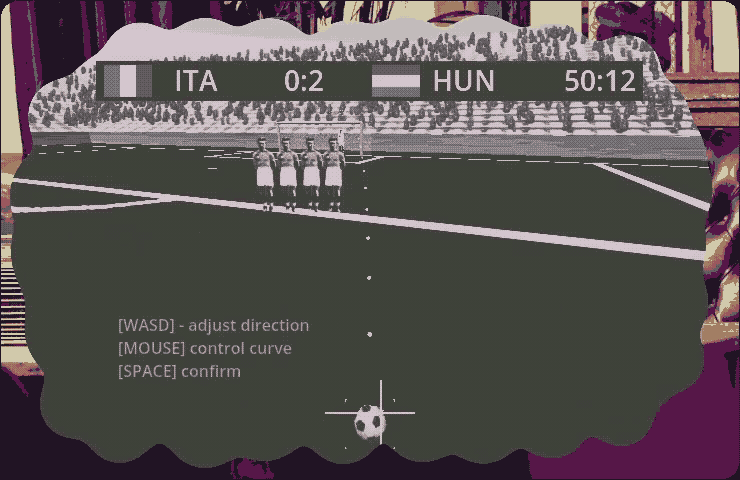 ITA 0:2 HUN 50:12
[WASD] - adjust direction
[MOUSE] control curve
[SPACE] confirm